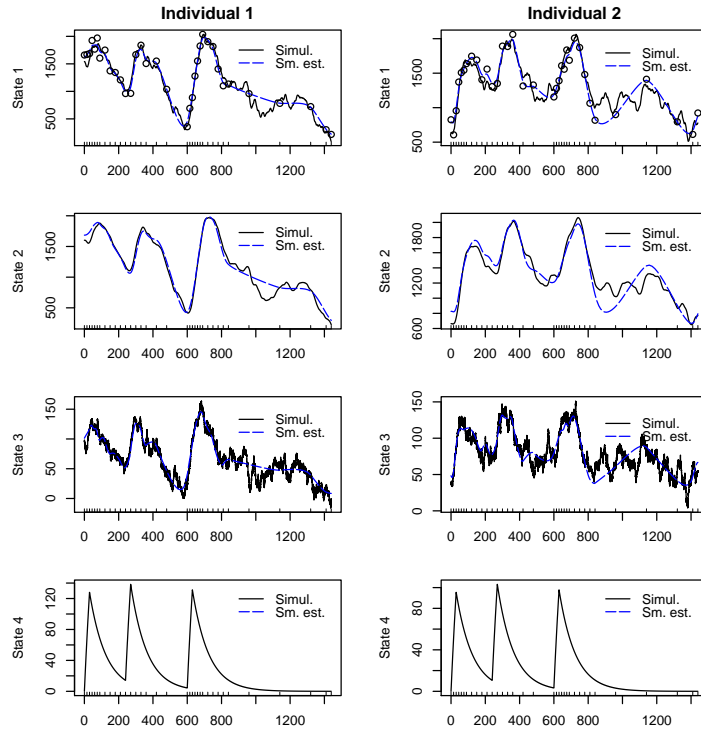 Individual 1
State 1
500 1500
Simul.
Sm. est.
0 200 400 600 800 1200
Individual 2
State 1
500 1500
Simul.
Sm. est.
0 200 400 600 800 1200
State 2
500 1500
Simul.
Sm. est.
0 200 400 600 800 1200
State 2
600 1200 1800
Simul.
Sm. est.
0 200 400 600 800 1200
State 3
0 50 100 150
Simul.
Sm. est.
0 200 400 600 800 1200
State 3
0 50 100 150
Simul.
Sm. est.
0 200 400 600 800 1200
State 4
0 40 80 120
Simul.
Sm. est.
0 200 400 600 800 1200
State 4
0 40 80
Simul.
Sm. est.
0 200 400 600 800 1200